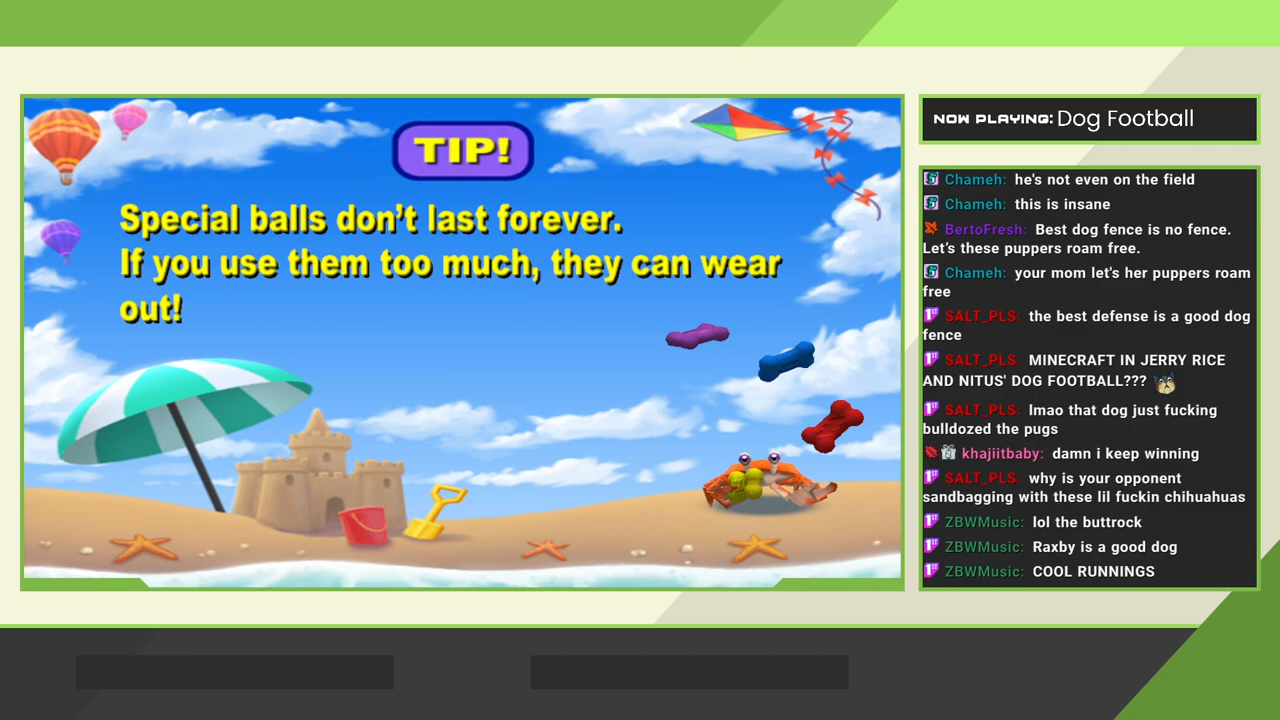 TIP!
Special balls don't last forever.
If you use them too much, they can wear
out!
NOW PLAYING: Dog Football
Chameh: he's not even on the field
Chameh: this is insane
BertoFresh: Best dog fence is no fence.
Let's these puppers roam free.
Chameh: your mom let's her puppers roam
free
SALT_PLS: the best defense is a good dog
fence
SALT_PLS: MINECRAFT IN JERRY RICE
AND NITUS' DOG FOOTBALL???
SALT_PLS: lmao that dog just fucking
bulldozed the pugs
khajiitbaby: damn i keep winning
SALT_PLS: why is your opponent
sandbagging with these lil fuckin chihuahuas
ZBWMusic: lol the buttrock
ZBWMusic: Raxby is a good dog
ZBWMusic: COOL RUNNINGS